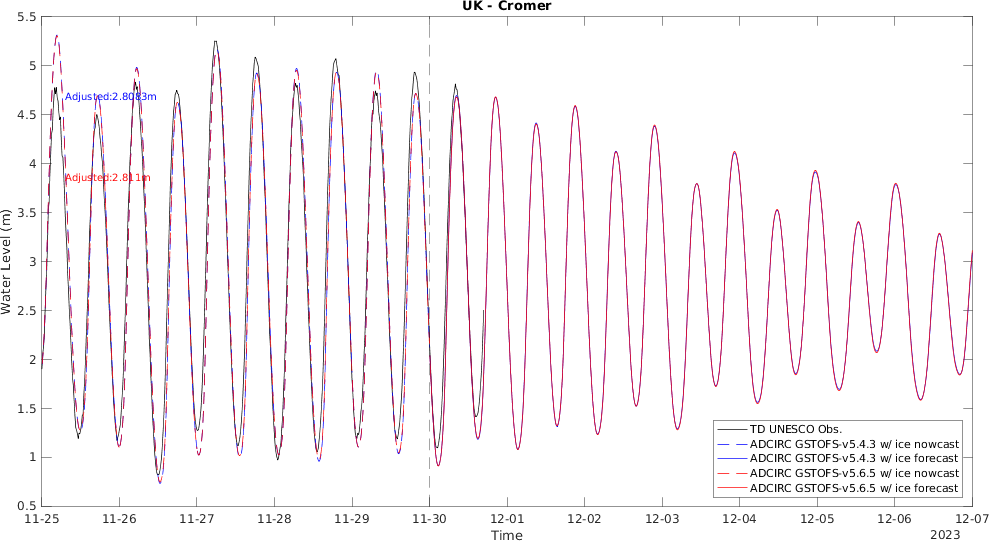 UK - Cromer
5.5
5
4.5
4
3.5
3
2.5
2
1.5
1
0.5
Water Level (m)
Adjusted:2.8083m
Adjusted:2.811m
TD UNESCO Obs.
ADCIRC GSTOFS-v5.4.3 w/ ice nowcast
ADCIRC GSTOFS-v5.4.3 w/ ice forecast
ADCIRC GSTOFS-v5.6.5 w/ ice nowcast
ADCIRC GSTOFS-v5.6.5 w/ ice forecast
11-25 11-26 11-27 11-28 11-29 11-30 12-01 12-02 12-03 12-04 12-05 12-06 12-07
Time
2023